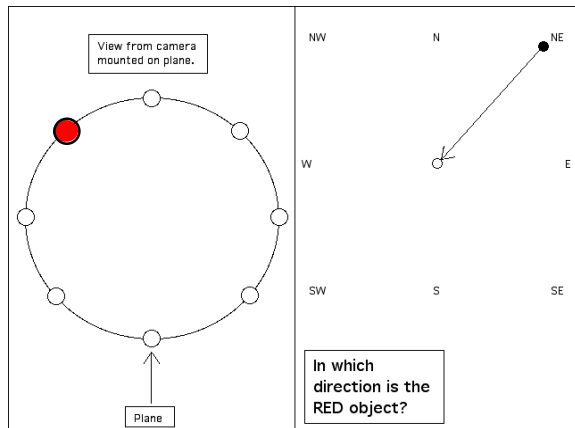 View from camera
mounted on plane.
Plane
NW
N
NE
W
E
SW
S
SE
In which
direction is the
RED object?